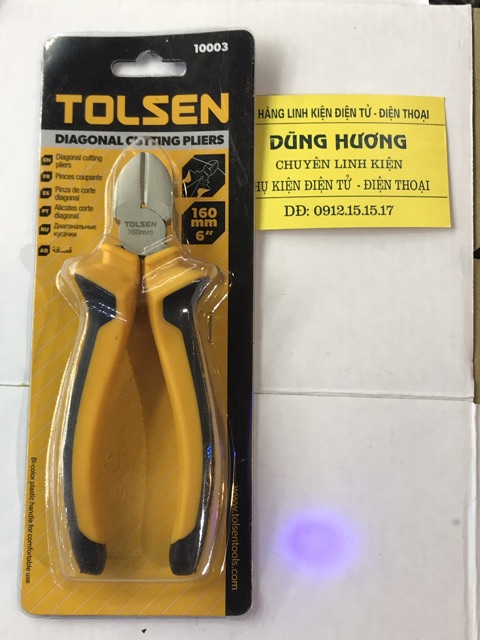 10003
TOLSEN
DIAGONAL CUTTING PLIERS
EN Diagonal cutting
pliers
FR Pinces coupante
ES Pinza de corte
diagonal
PT Alicates corte
diagonal
RU Диагональные
кусачки
AR قصافة
TOLSEN
160mm
160
mm
6"
Bi-color plastic handle for comfortable use
www.tolsentools.com
HÀNG LINH KIỆN ĐIỆN TỬ - ĐIỆN THOẠI
DŨNG HƯƠNG
CHUYÊN LINH KIỆN
HỤ KIỆN ĐIỆN TỬ - ĐIỆN THOẠI
DĐ: 0912.15.15.17